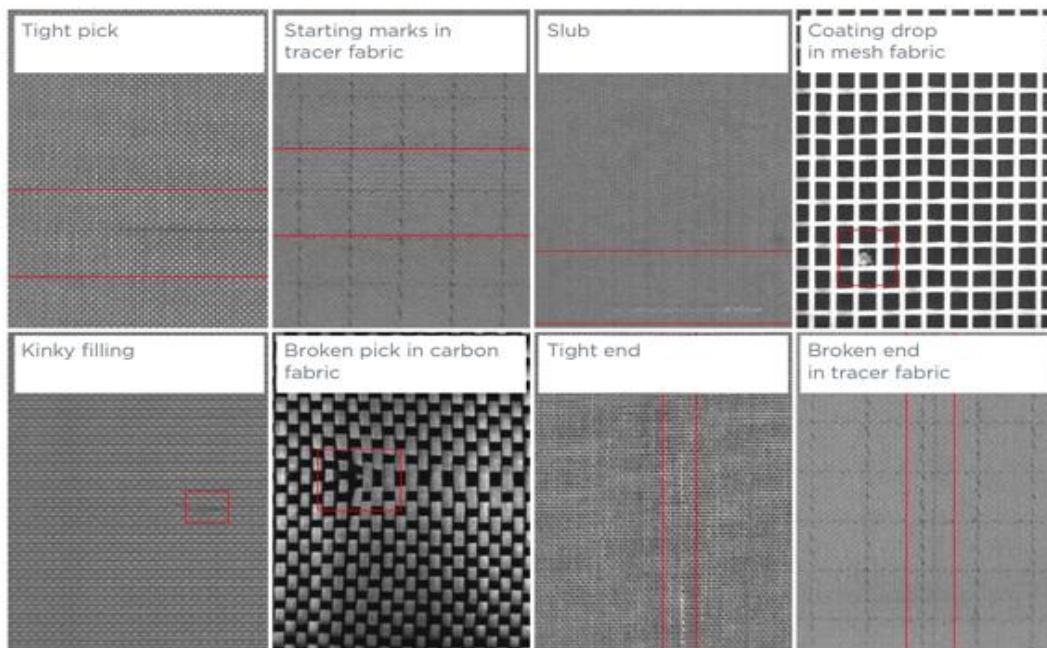 Tight pick
Starting marks in
tracer fabric
Slub
Coating drop
in mesh fabric
Kinky filling
Broken pick in carbon
fabric
Tight end
Broken end
in tracer fabric